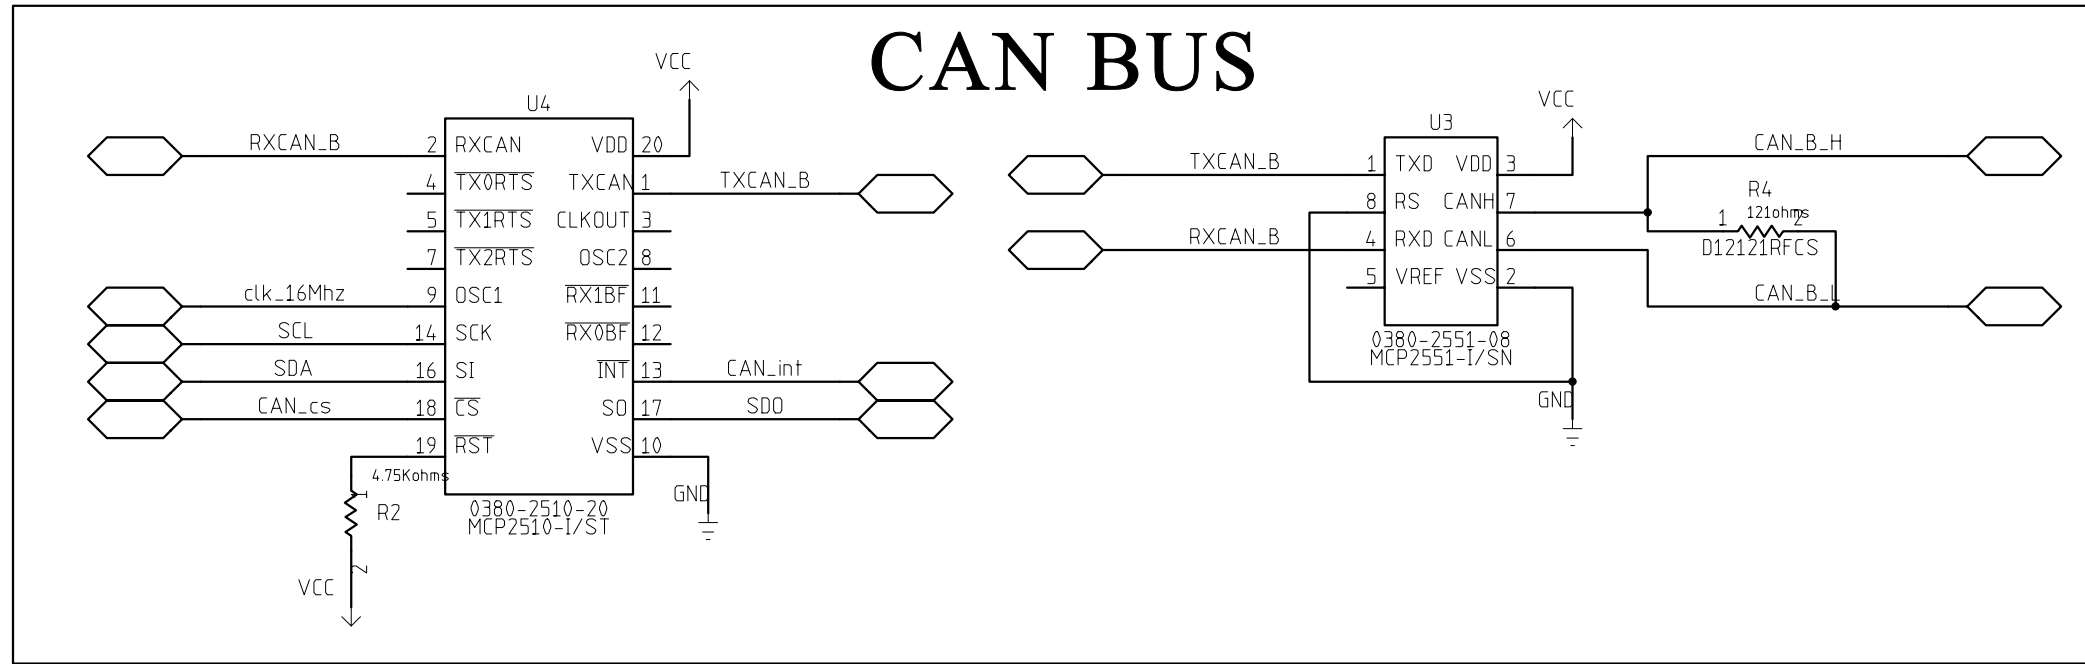 CAN BUS
VCC
U4
RXCAN_B 2 RXCAN VDD 20
4 TX0RTS TXCAN 1 TXCAN_B
5 TX1RTS CLKOUT 3
7 TX2RTS OSC2 8
clk_16Mhz 9 OSC1 RX1BF 11
SCL 14 SCK RX0BF 12
SDA 16 SI INT 13 CAN_int
CAN_cs 18 CS SO 17 SDO
19 RST VSS 10
4.75Kohms
1
R2
2
VCC
GND
0380-2510-20
MCP2510-I/ST
VCC
U3
TXCAN_B 1 TXD VDD 3
8 RS CANH 7
RXCAN_B 4 RXD CANL 6
5 VREF VSS 2
0380-2551-08
MCP2551-I/SN
GND
CAN_B_H
R4
1 121ohms 2
D12121RFCS
CAN_B_L